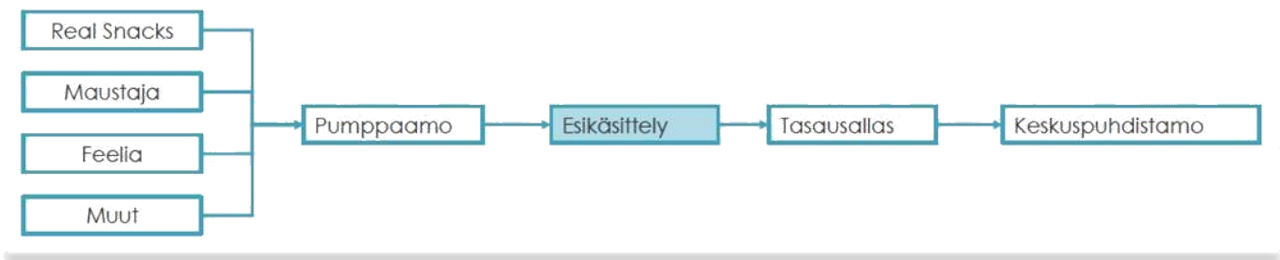 Real Snacks
Maustaja
Feelia
Muut
Pumppaamo
Esikäsittely
Tasausallas
Keskuspuhdistamo